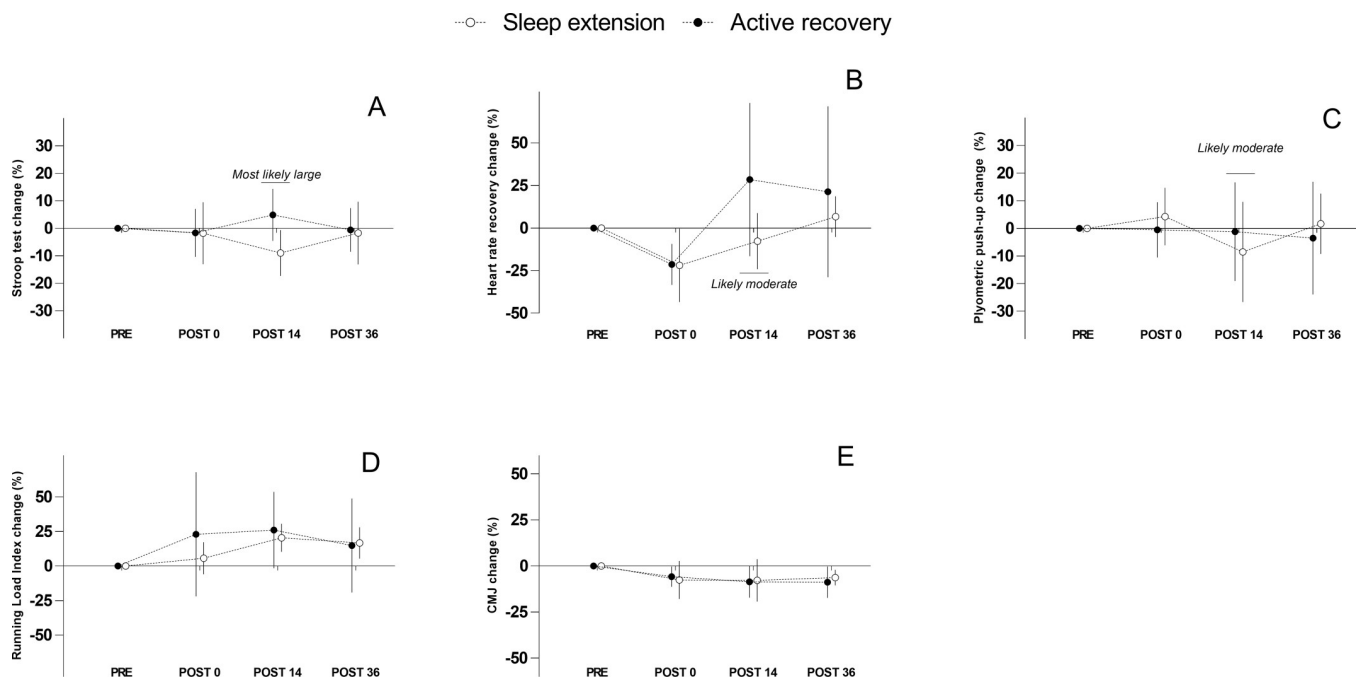 Sleep extension Active recovery
A
Stroop test change (%)
30
20
10
0
-10
-20
-30
Most likely large
PRE POST 0 POST 14 POST 36
B
Heart rate recovery change (%)
50
25
0
-25
-50
Likely moderate
PRE POST 0 POST 14 POST 36
C
Plyometric push-up change (%)
30
20
10
0
-10
-20
-30
Likely moderate
PRE POST 0 POST 14 POST 36
D
Running Load Index change (%)
50
25
0
-25
-50
PRE POST 0 POST 14 POST 36
E
CMJ change (%)
50
25
0
-25
-50
PRE POST 0 POST 14 POST 36